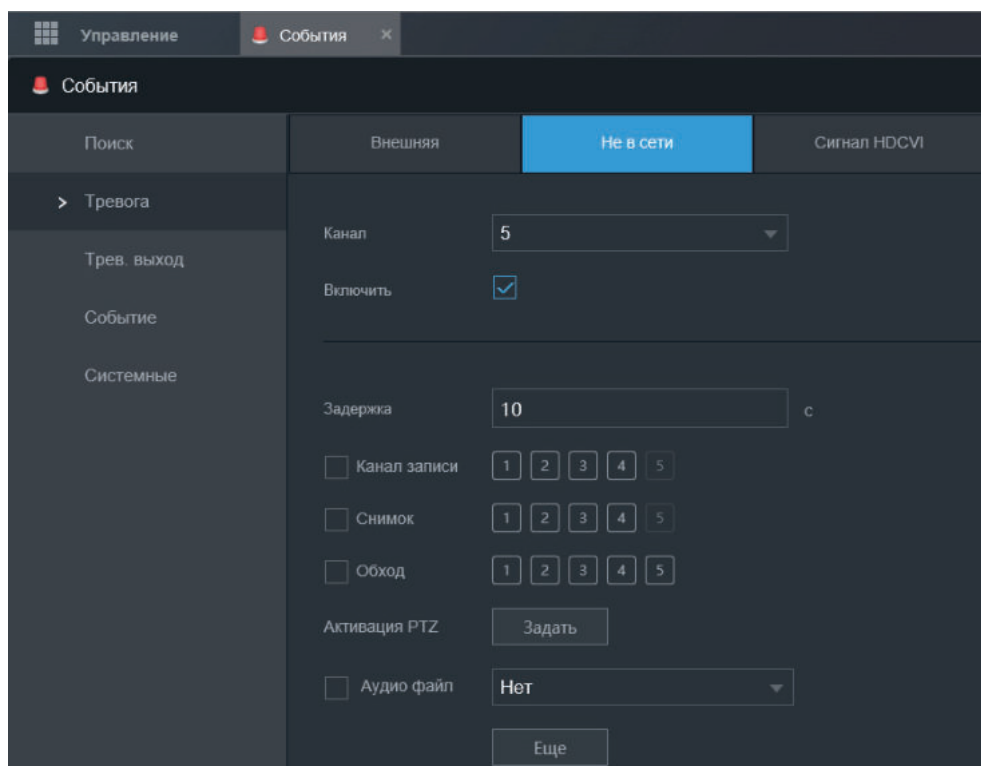 Управление
События ×
События
Поиск
Внешняя
Не в сети
Сигнал HDCVI
Тревога
Трев. выход
Событие
Системные
Канал 5
Включить
Задержка 10 с
Канал записи 1 2 3 4 5
Снимок 1 2 3 4 5
Обход 1 2 3 4 5
Активация PTZ Задать
Аудио файл Нет
Еще